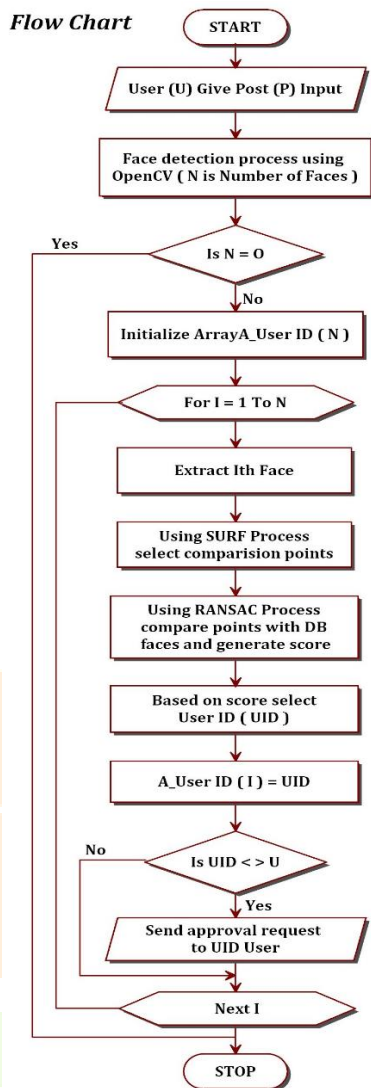 Flow Chart
START
User (U) Give Post (P) Input
Face detection process using
OpenCV ( N is Number of Faces )
Yes
Is N = O
No
Initialize ArrayA_User ID ( N )
For I = 1 To N
Extract Ith Face
Using SURF Process
select comparision points
Using RANSAC Process
compare points with DB
faces and generate score
Based on score select
User ID ( UID )
A_User ID ( I ) = UID
No
Is UID < > U
Yes
Send approval request
to UID User
Next I
STOP